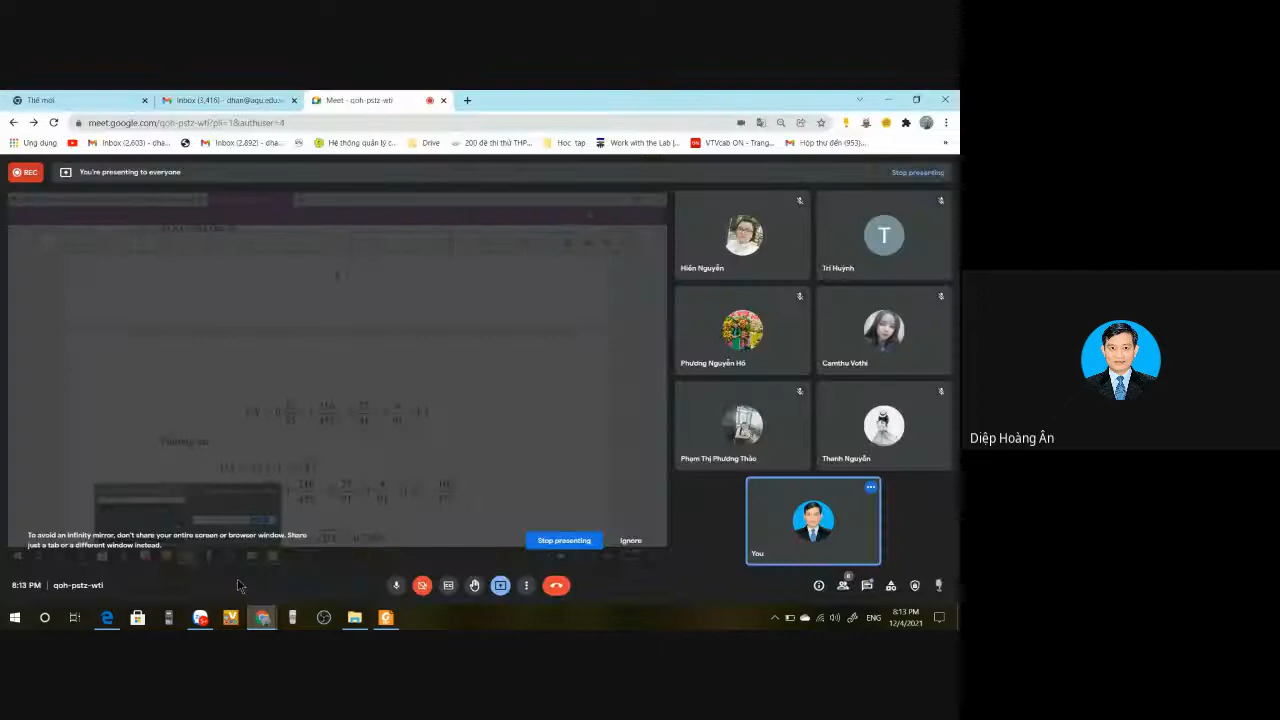 Thẻ mới
Inbox (3,416) - dhan@agu.edu.v
Meet - qoh-pstz-wti
meet.google.com/qoh-pstz-wti?pli=1&authuser=4
Ứng dụng
Inbox (2,603) - dha...
Inbox (2,892) - dha...
Hệ thống quản lý c...
Drive
200 đề thi thử THP...
Học tập
Work with the Lab |...
VTVcab ON - Trang...
Hộp thư đến (953)...
»
REC
You're presenting to everyone
Stop presenting
Hiền Nguyễn
T
Trí Huỳnh
Phương Nguyễn Hồ
Camthu Vothi
Phạm Thị Phương Thảo
Thanh Nguyễn
You
Diệp Hoàng Ân
To avoid an infinity mirror, don't share your entire screen or browser window. Share
just a tab or a different window instead.
Stop presenting
Ignore
8:13 PM | qoh-pstz-wti
8
ENG
8:13 PM
12/4/2021